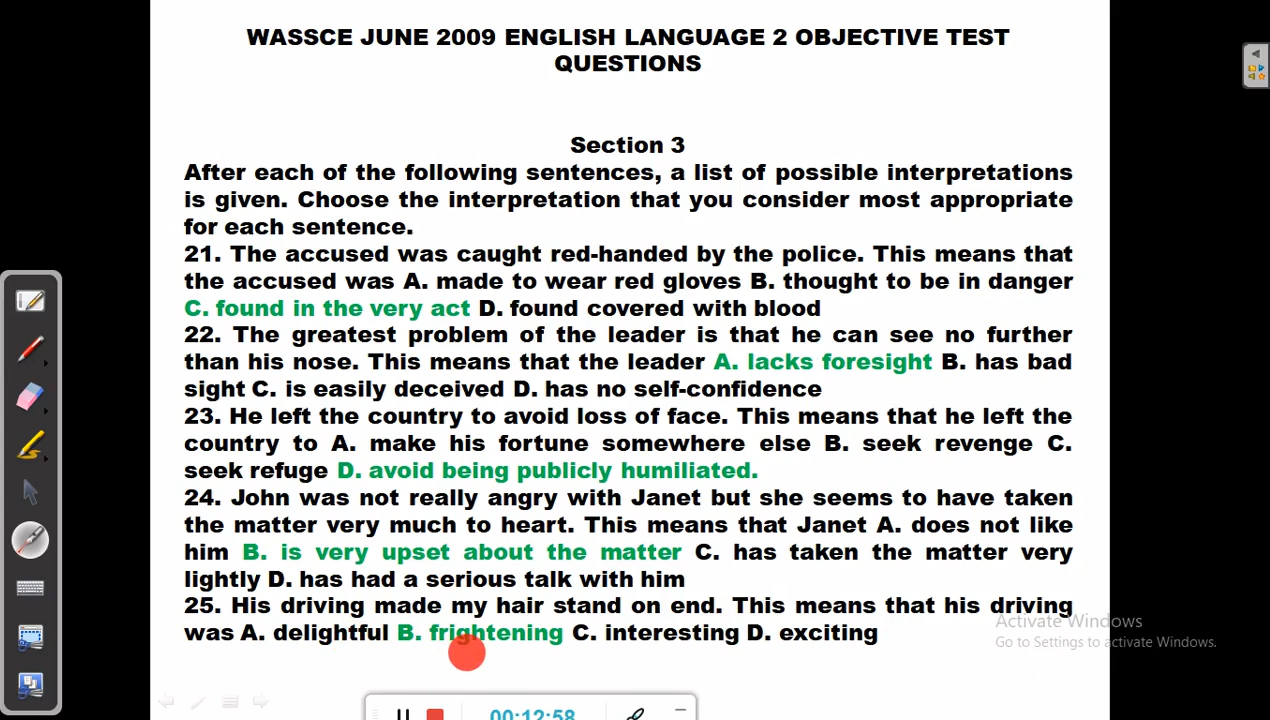 WASSCE JUNE 2009 ENGLISH LANGUAGE 2 OBJECTIVE TEST
QUESTIONS
Section 3
After each of the following sentences, a list of possible interpretations
is given. Choose the interpretation that you consider most appropriate
for each sentence.
21. The accused was caught red-handed by the police. This means that
the accused was A. made to wear red gloves B. thought to be in danger
C. found in the very act D. found covered with blood
22. The greatest problem of the leader is that he can see no further
than his nose. This means that the leader A. lacks foresight B. has bad
sight C. is easily deceived D. has no self-confidence
23. He left the country to avoid loss of face. This means that he left the
country to A. make his fortune somewhere else B. seek revenge C.
seek refuge D. avoid being publicly humiliated.
24. John was not really angry with Janet but she seems to have taken
the matter very much to heart. This means that Janet A. does not like
him B. is very upset about the matter C. has taken the matter very
lightly D. has had a serious talk with him
25. His driving made my hair stand on end. This means that his driving
was A. delightful B. frightening C. interesting D. exciting
Activate Windows
Go to Settings to activate Windows.
00:12:58